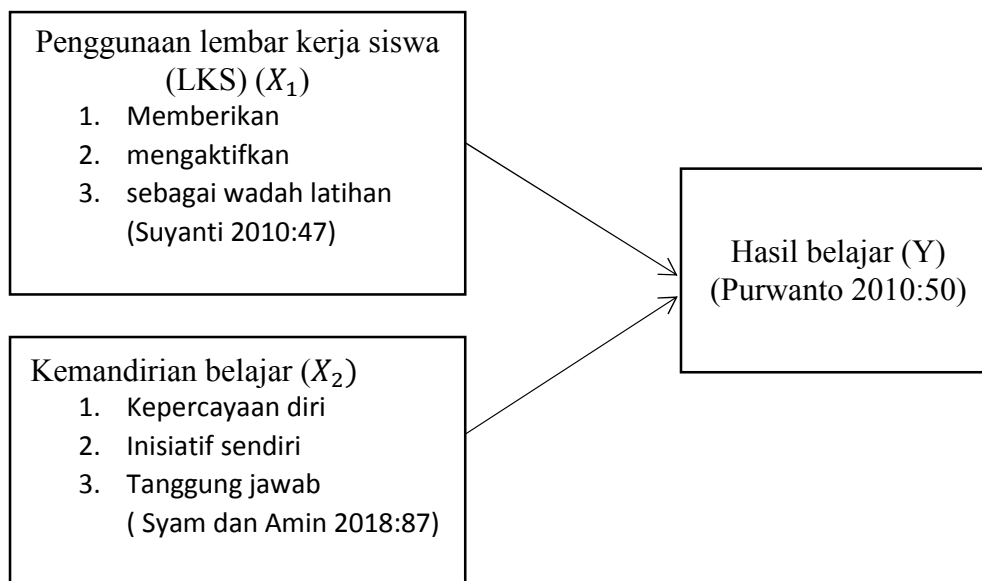 Penggunaan lembar kerja siswa
(LKS) (X₁)
1. Memberikan
2. mengaktifkan
3. sebagai wadah latihan
(Suyanti 2010:47)
Hasil belajar (Y)
(Purwanto 2010:50)
Kemandirian belajar (X₂)
1. Kepercayaan diri
2. Inisiatif sendiri
3. Tanggung jawab
( Syam dan Amin 2018:87)